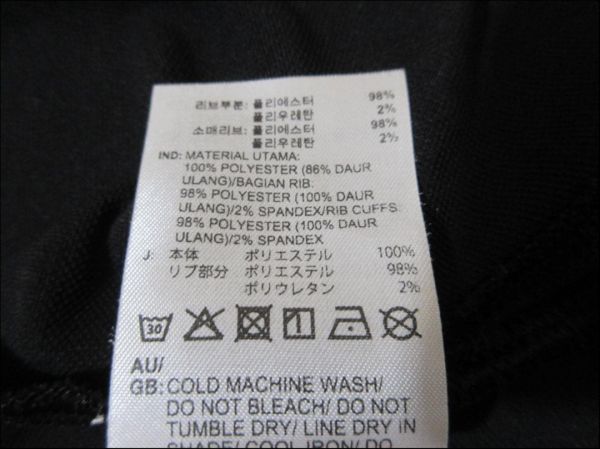 리브부분: 폴리에스터 98%
폴리우레탄 2%
소매리브: 폴리에스터 98%
폴리우레탄 2%
IND: MATERIAL UTAMA:
100% POLYESTER (86% DAUR
ULANG)/BAGIAN RIB:
98% POLYESTER (100% DAUR
ULANG)/2% SPANDEX/RIB CUFFS:
98% POLYESTER (100% DAUR
ULANG)/2% SPANDEX
J: 本体 ポリエステル 100%
リブ部分 ポリエステル 98%
ポリウレタン 2%
30
AU/
GB: COLD MACHINE WASH/
DO NOT BLEACH/ DO NOT
TUMBLE DRY/ LINE DRY IN
SHADE/ COOL IRON/ DO